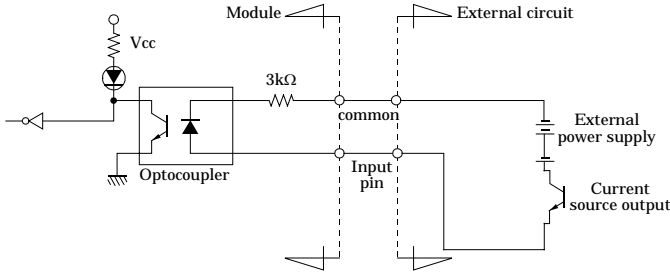 Module
External circuit
Vcc
3kΩ
common
External
power supply
Input
pin
Optocoupler
Current
source output